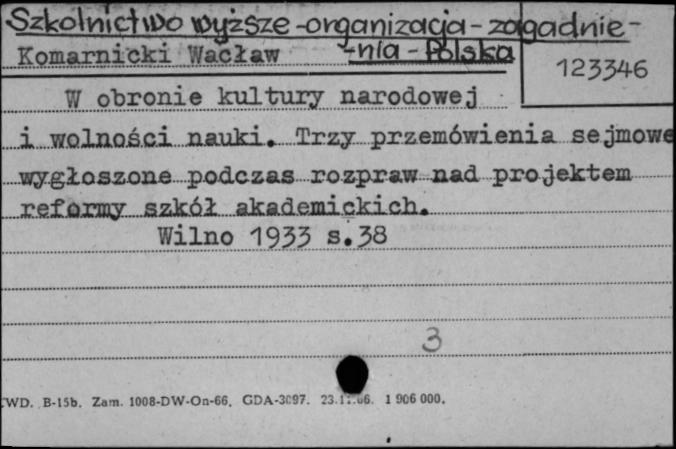 Szkolnictwo wyższe-organizacja-zagadnie-
-nia-Polska
Komarnicki Wacław
123346
W obronie kultury narodowej
i wolności nauki. Trzy przemówienia sejmowe
wygłoszone podczas rozpraw nad projektem
reformy szkół akademickich.
Wilno 1933 s.38
3
WD. B-15b. Zam. 1008-DW-On-66. GDA-3097. 1 906 000.